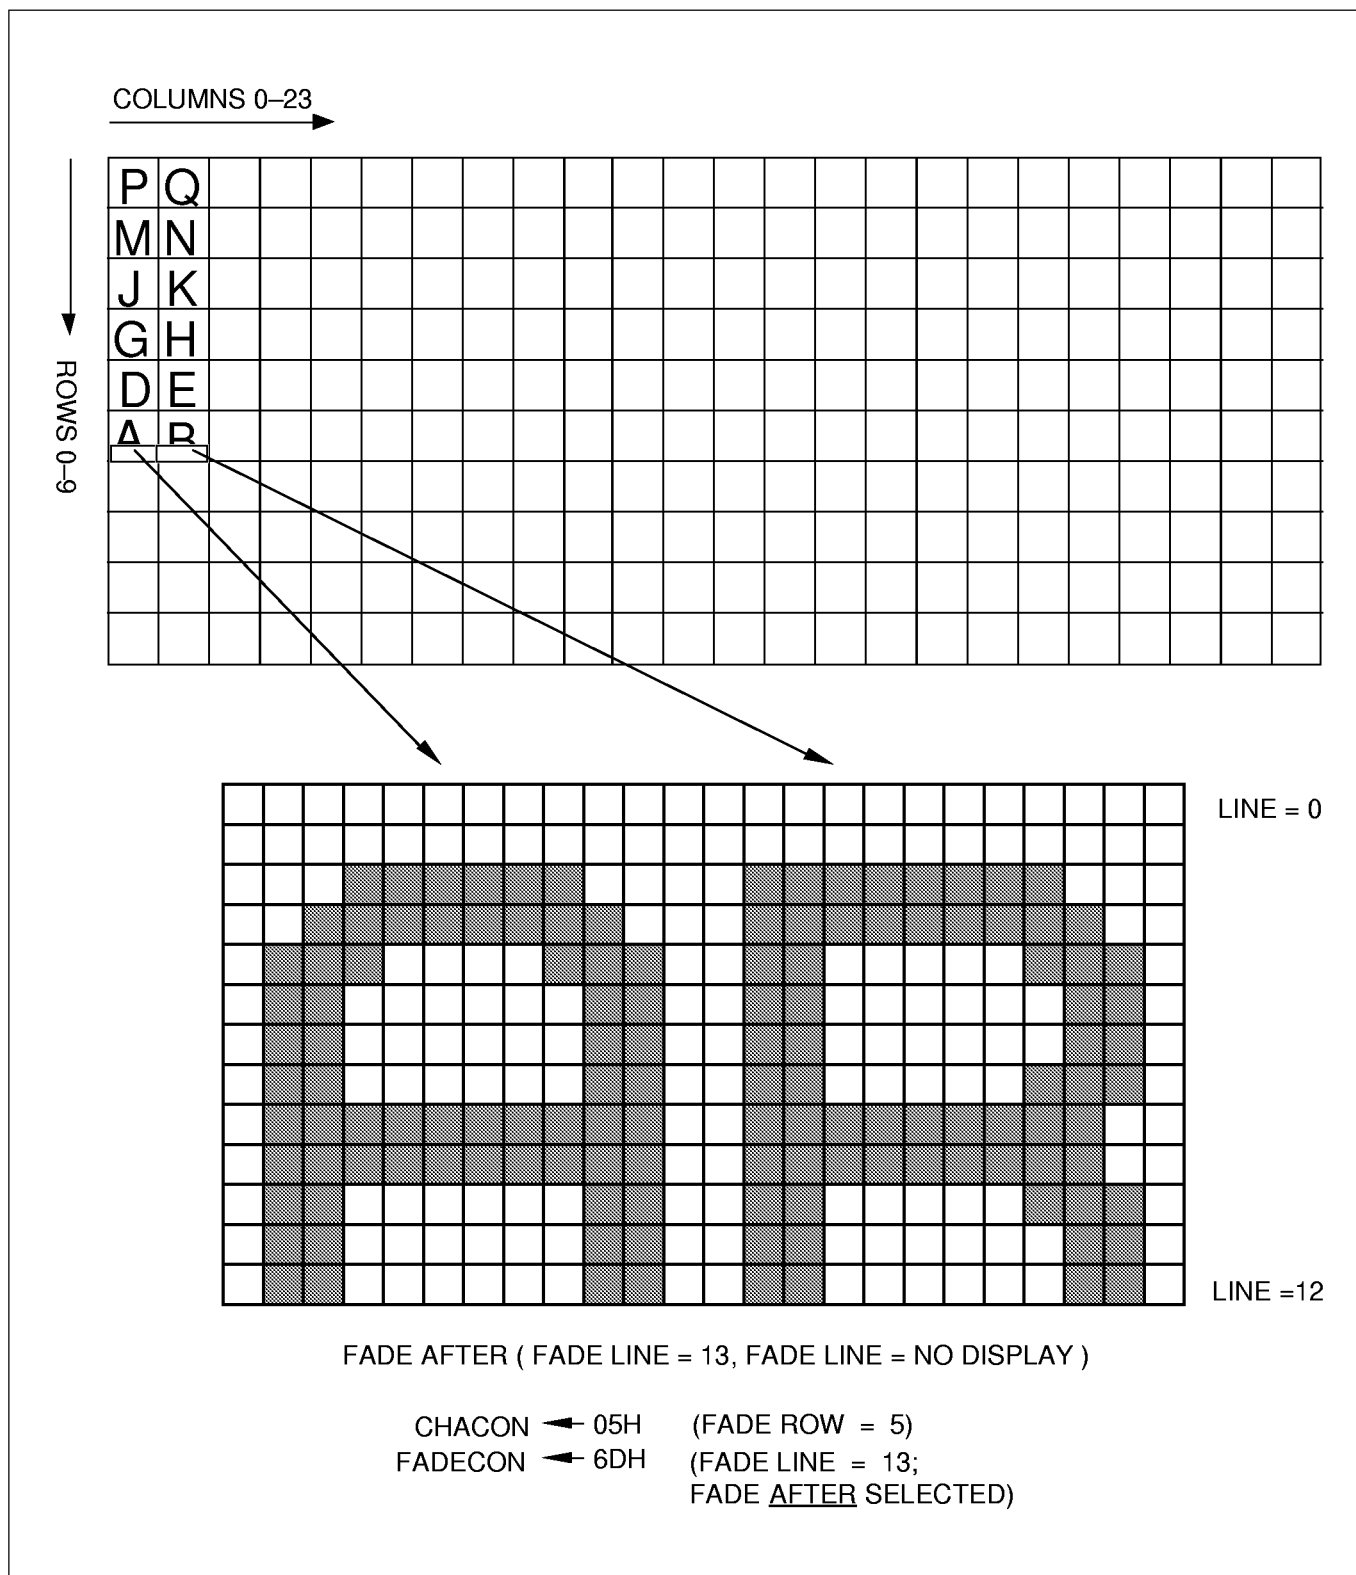 COLUMNS 0–23
ROWS 0–9
P Q
M N
J K
G H
D E
A B
LINE = 0
LINE =12
FADE AFTER ( FADE LINE = 13, FADE LINE = NO DISPLAY )
CHACON 05H (FADE ROW = 5)
FADECON 6DH (FADE LINE = 13;
FADE AFTER SELECTED)